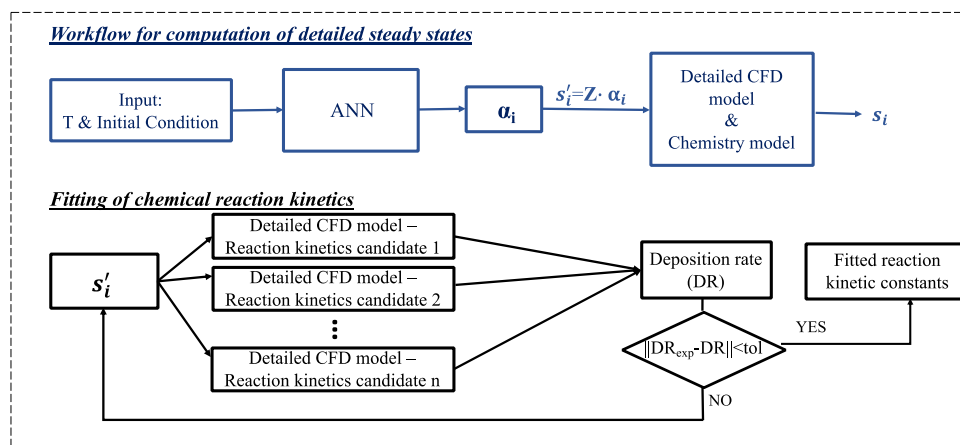 Workflow for computation of detailed steady states
Input:
T & Initial Condition
ANN
αᵢ
s′ᵢ=Z· αᵢ
Detailed CFD
model
&
Chemistry model
sᵢ
Fitting of chemical reaction kinetics
s′ᵢ
Detailed CFD model –
Reaction kinetics candidate 1
Detailed CFD model –
Reaction kinetics candidate 2
⋮
Detailed CFD model –
Reaction kinetics candidate n
Deposition rate
(DR)
||DRexp-DR||<tol
YES
NO
Fitted reaction
kinetic constants